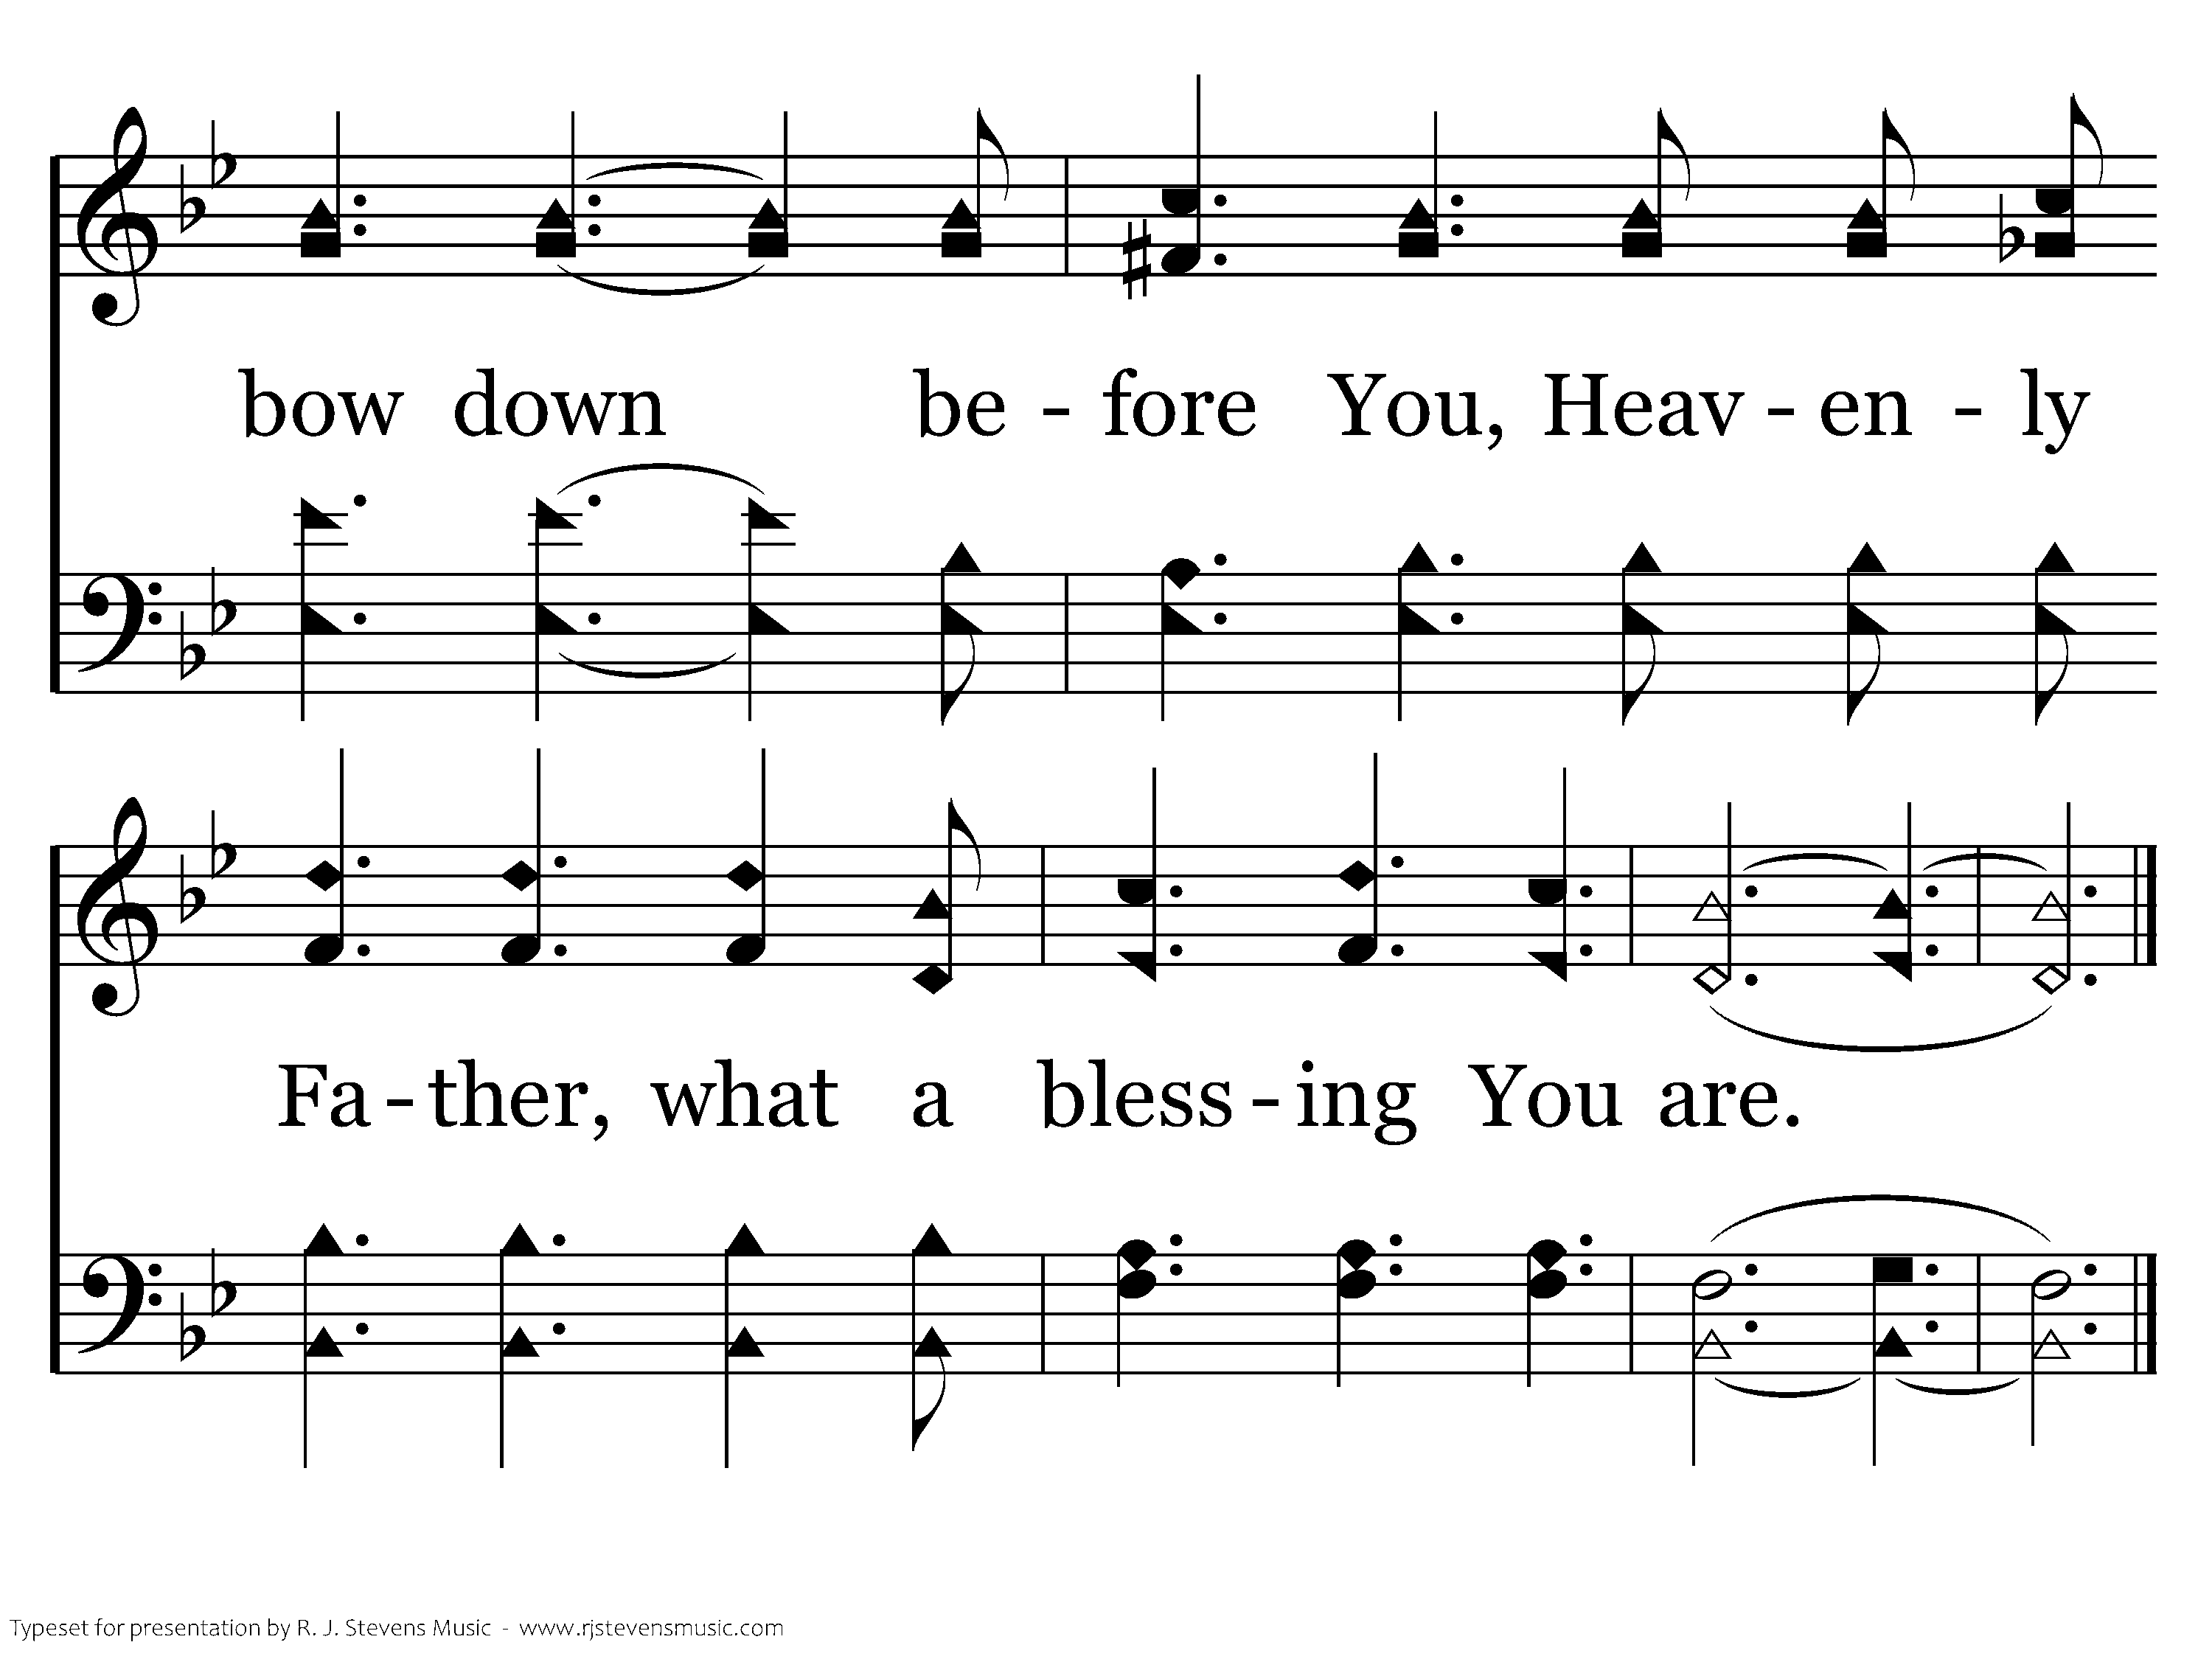 bow down be - fore You, Heav - en - ly
Fa - ther, what a bless - ing You are.
Typeset for presentation by R. J. Stevens Music - www.rjstevensmusic.com